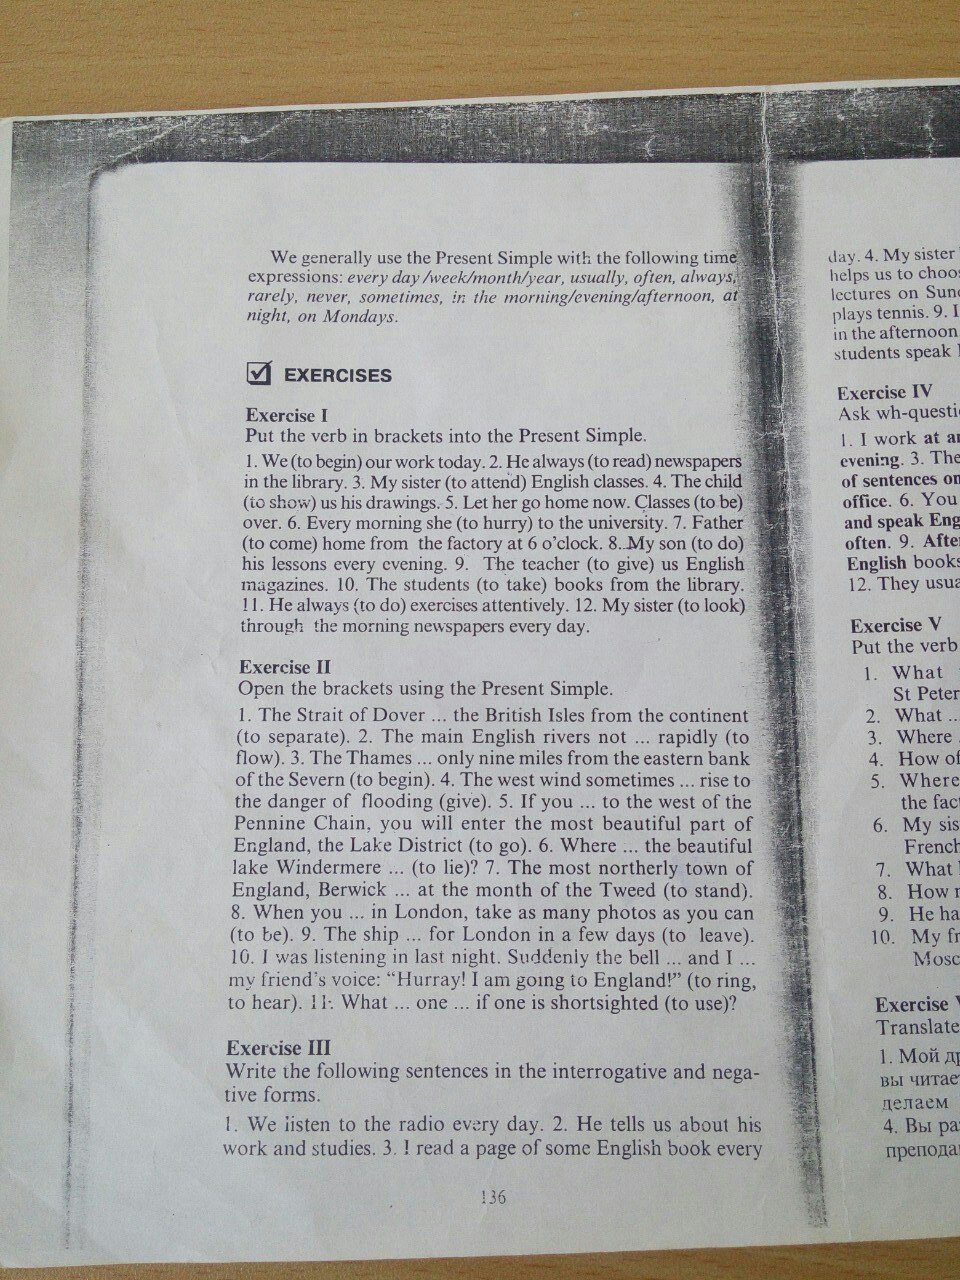 We generally use the Present Simple with the following time
expressions: every day/week/month/year, usually, often, always,
rarely, never, sometimes, in the morning/evening/afternoon, at
night, on Mondays.
EXERCISES
Exercise I
Put the verb in brackets into the Present Simple.
1. We (to begin) our work today. 2. He always (to read) newspapers
in the library. 3. My sister (to attend) English classes. 4. The child
(to show) us his drawings. 5. Let her go home now. Classes (to be)
over. 6. Every morning she (to hurry) to the university. 7. Father
(to come) home from the factory at 6 o'clock. 8. My son (to do)
his lessons every evening. 9. The teacher (to give) us English
magazines. 10. The students (to take) books from the library.
11. He always (to do) exercises attentively. 12. My sister (to look)
through the morning newspapers every day.
Exercise II
Open the brackets using the Present Simple.
1. The Strait of Dover ... the British Isles from the continent
(to separate). 2. The main English rivers not ... rapidly (to
flow). 3. The Thames ... only nine miles from the eastern bank
of the Severn (to begin). 4. The west wind sometimes ... rise to
the danger of flooding (give). 5. If you ... to the west of the
Pennine Chain, you will enter the most beautiful part of
England, the Lake District (to go). 6. Where ... the beautiful
lake Windermere ... (to lie)? 7. The most northerly town of
England, Berwick ... at the month of the Tweed (to stand).
8. When you ... in London, take as many photos as you can
(to be). 9. The ship ... for London in a few days (to leave).
10. I was listening in last night. Suddenly the bell ... and I ...
my friend's voice: "Hurray! I am going to England!" (to ring,
to hear). 11. What ... one ... if one is shortsighted (to use)?
Exercise III
Write the following sentences in the interrogative and nega-
tive forms.
1. We listen to the radio every day. 2. He tells us about his
work and studies. 3. I read a page of some English book every
136
day. 4. My sister
helps us to
lectures on
plays tennis. 9.
in the afternoon
students speak
Exercise IV
Ask
1. I work at
evening. 3.
of sentences
office. 6. You
and speak
often. 9.
English books
12. They
Exercise V
Put the verb
1. What
St
2. What ...
3. Where
4. How
5. Where
the
6. My
7. What
8. How
9. He
10. My
Exercise
Translate
1. Мой
вы
делаем
4. Вы